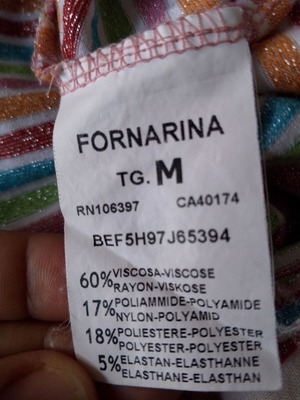 FORNARINA
TG. M
RN106397 CA40174
BEF5H97J65394
60% VISCOSA-VISCOSE
RAYON-VISKOSE
17% POLIAMMIDE-POLYAMIDE
NYLON-POLYAMID
18% POLIESTERE-POLYESTER
POLYESTER-POLYESTER
5% ELASTAN-ELASTHANNE
ELASTHANE-ELASTHAN